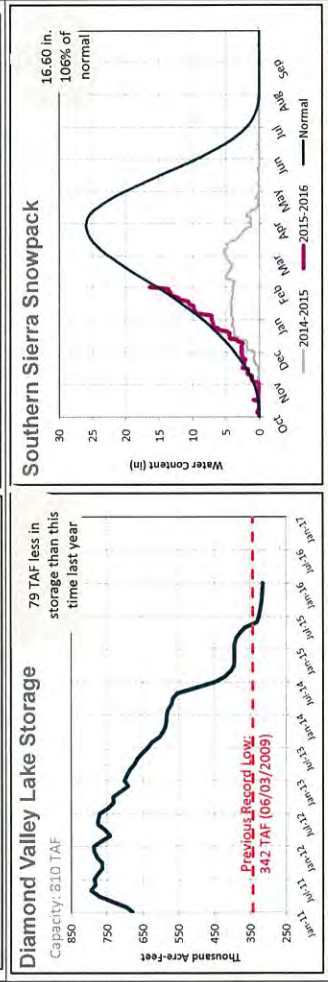 Diamond Valley Lake Storage
Capacity: 810 TAF
79 TAF less in
storage than this
time last year
Thousand Acre-Feet
850
750
650
550
450
350
250
Previous Record Low:
342 TAF (06/03/2009)
Jan-11
Jul-11
Jan-12
Jul-12
Jan-13
Jul-13
Jan-14
Jul-14
Jan-15
Jul-15
Jan-16
Jul-16
Jan-17
Southern Sierra Snowpack
16.60 in.
106% of
normal
Water Content (in)
30
25
20
15
10
5
0
Oct Nov Dec Jan Feb Mar Apr May Jun Jul Aug Sep
2014-2015 2015-2016 Normal